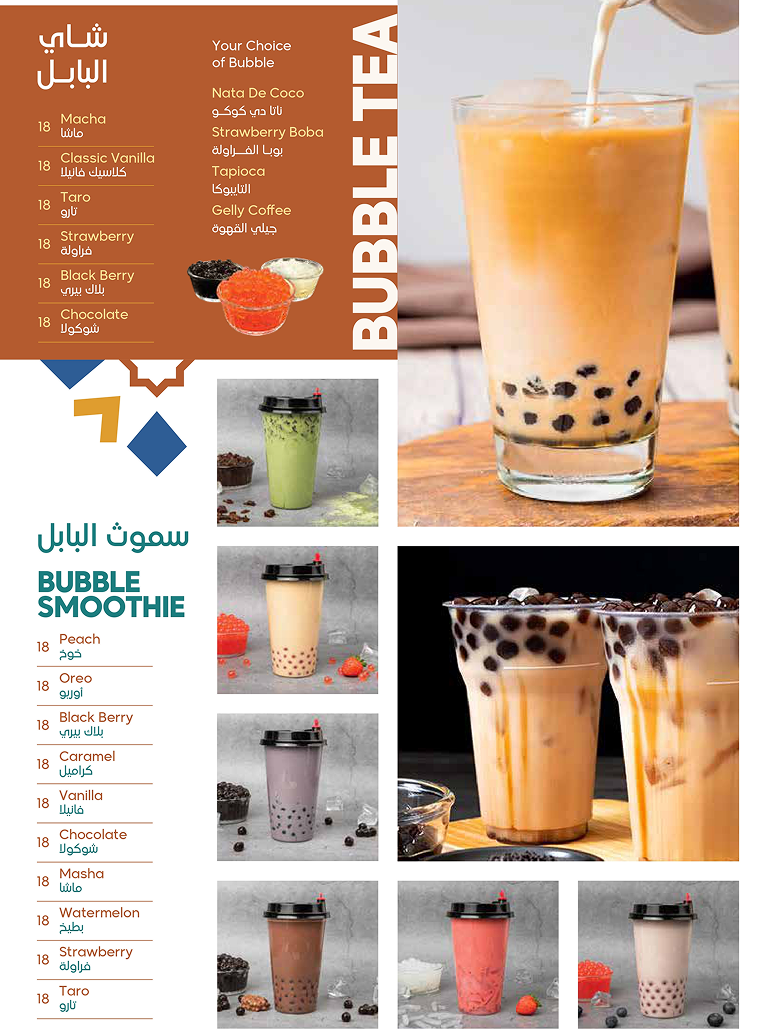 شاي
البابل
18 Macha
ماشا
18 Classic Vanilla
كلاسيك فانيلا
18 Taro
تارو
18 Strawberry
فراولة
18 Black Berry
بلاك بيري
18 Chocolate
شوكولا
Your Choice
of Bubble
Nata De Coco
ناتا دي كوكو
Strawberry Boba
بوبا الفراولة
Tapioca
التابيوكا
Gelly Coffee
جيلي القهوة
BUBBLE TEA
سموث البابل
BUBBLE
SMOOTHIE
18 Peach
خوخ
18 Oreo
أوريو
18 Black Berry
بلاك بيري
18 Caramel
كراميل
18 Vanilla
فانيلا
18 Chocolate
شوكولا
18 Masha
ماشا
18 Watermelon
بطيخ
18 Strawberry
فراولة
18 Taro
تارو